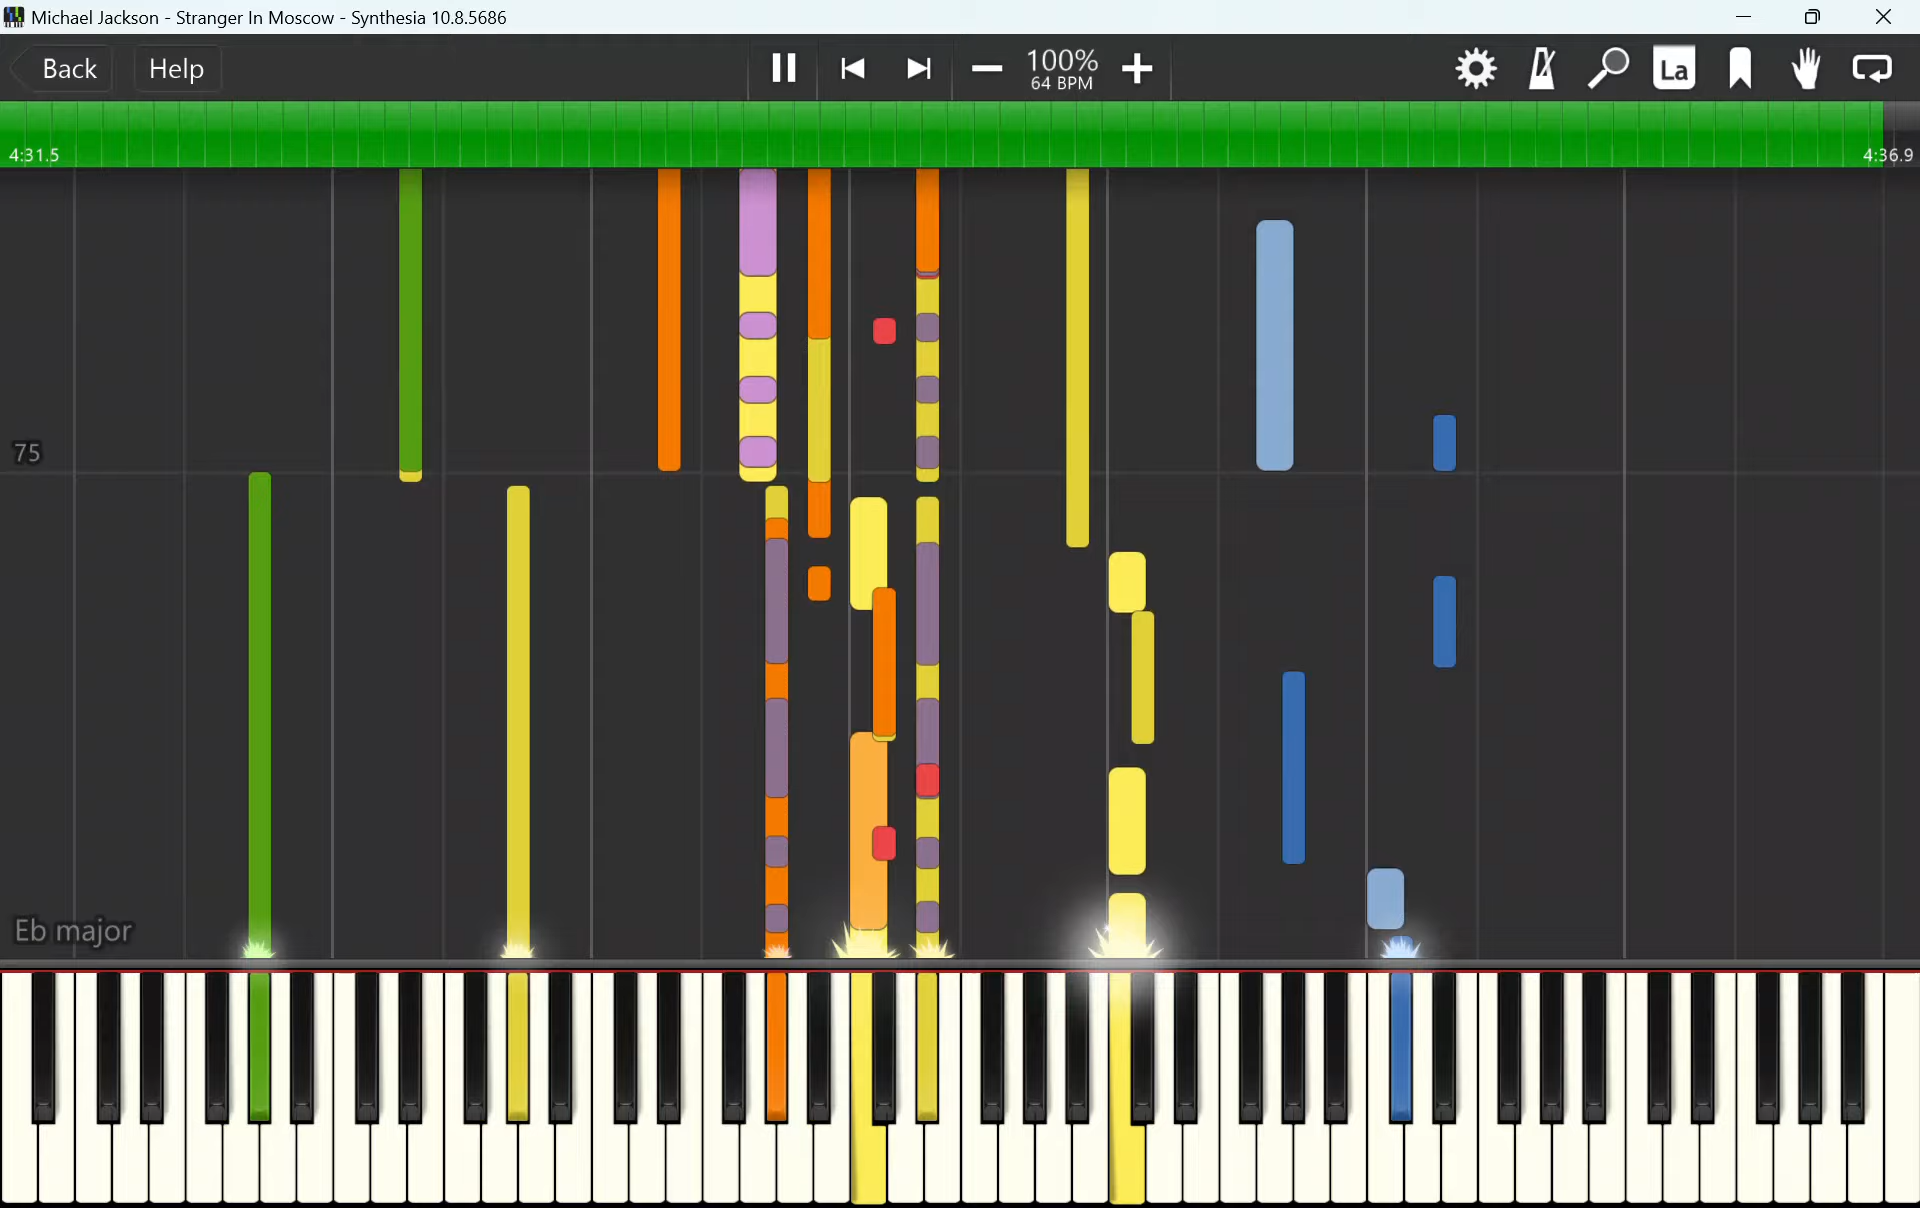 Michael Jackson - Stranger In Moscow - Synthesia 10.8.5686
Back
Help
100%
64 BPM
La
4:31.5
4:36.9
75
Eb major